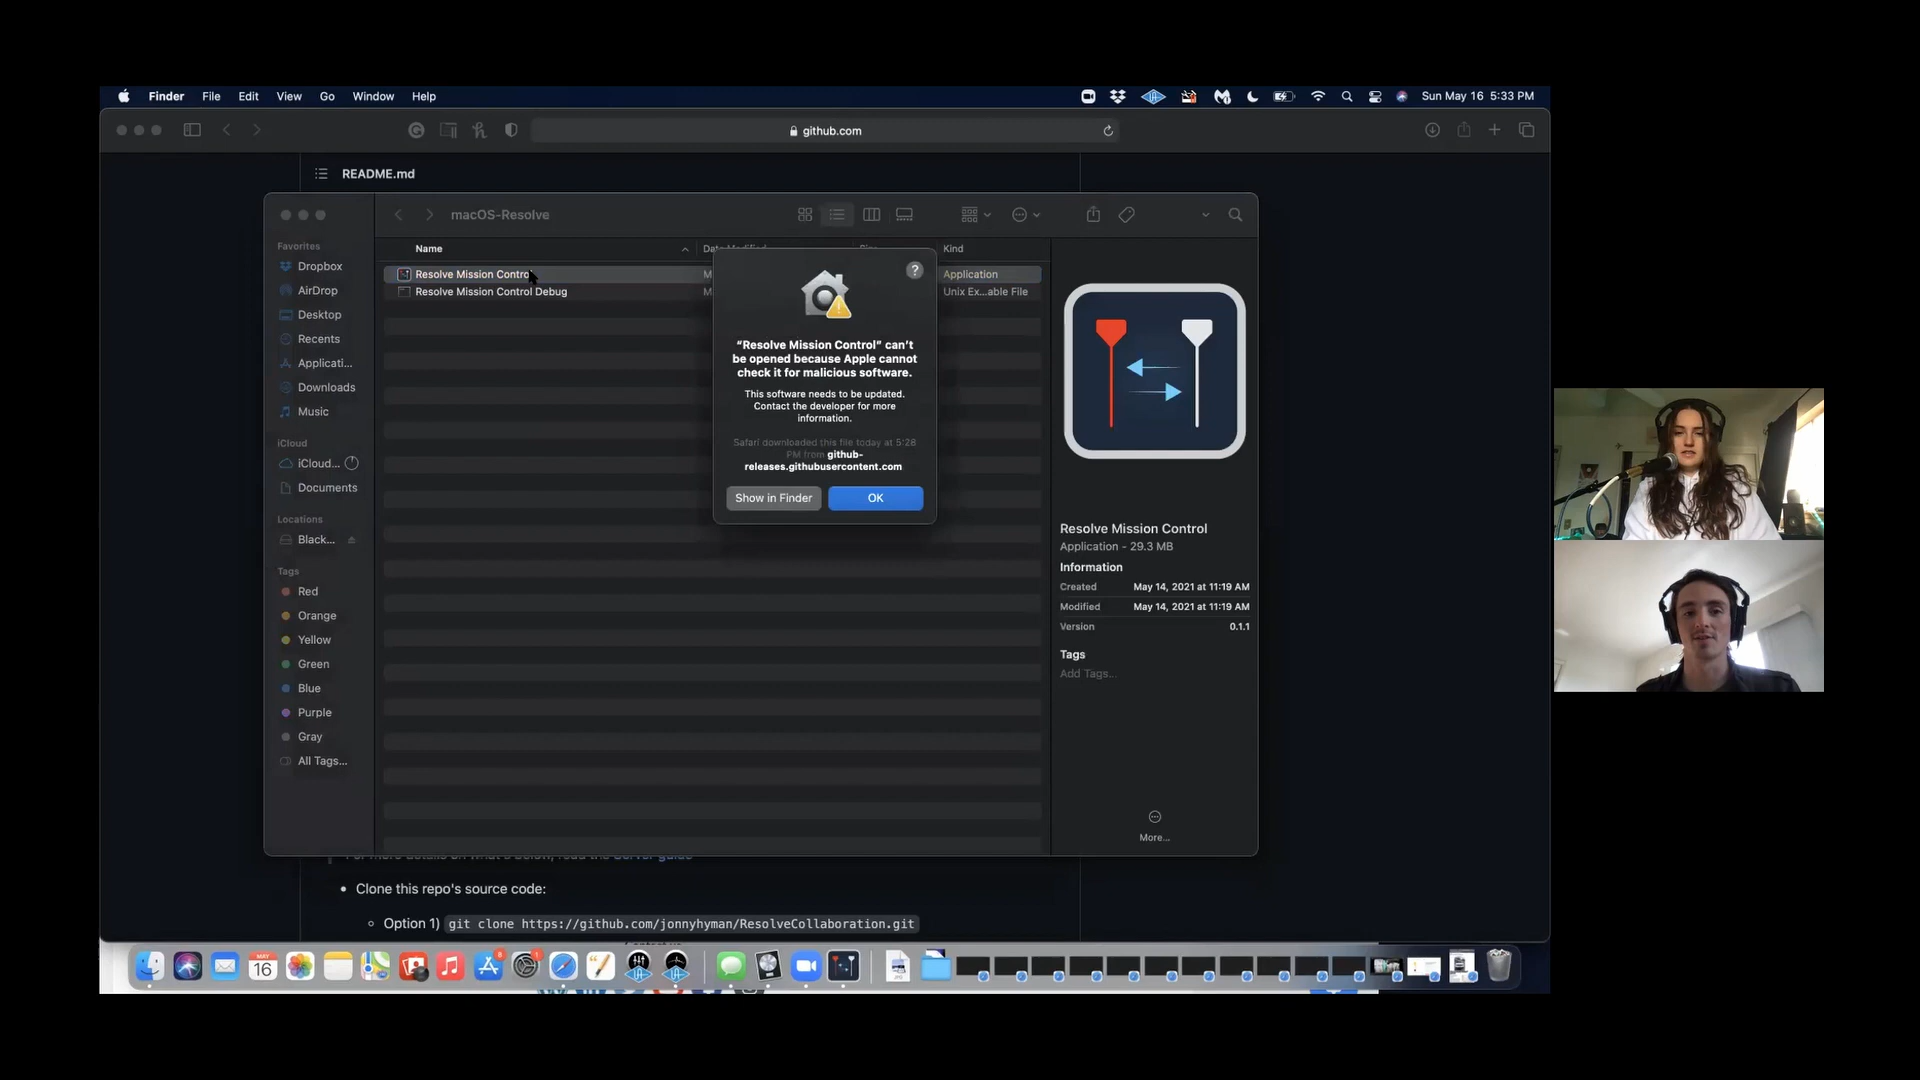 Finder File Edit View Go Window Help
Sun May 16 5:33 PM
github.com
README.md
macOS-Resolve
Favorites
Dropbox
AirDrop
Desktop
Recents
Applicati...
Downloads
Music
iCloud
iCloud...
Documents
Locations
Black...
Tags
Red
Orange
Yellow
Green
Blue
Purple
Gray
All Tags...
Name
Kind
Resolve Mission Control
Application
Resolve Mission Control Debug
Unix Ex...able File
?
“Resolve Mission Control” can’t
be opened because Apple cannot
check it for malicious software.
This software needs to be updated.
Contact the developer for more
information.
Safari downloaded this file today at 5:28
PM from github-
releases.githubusercontent.com
Show in Finder
OK
Resolve Mission Control
Application - 29.3 MB
Information
Created May 14, 2021 at 11:19 AM
Modified May 14, 2021 at 11:19 AM
Version 0.1.1
Tags
Add Tags...
More...
Clone this repo's source code:
Option 1) git clone https://github.com/jonnyhyman/ResolveCollaboration.git
MAY
16
8
1